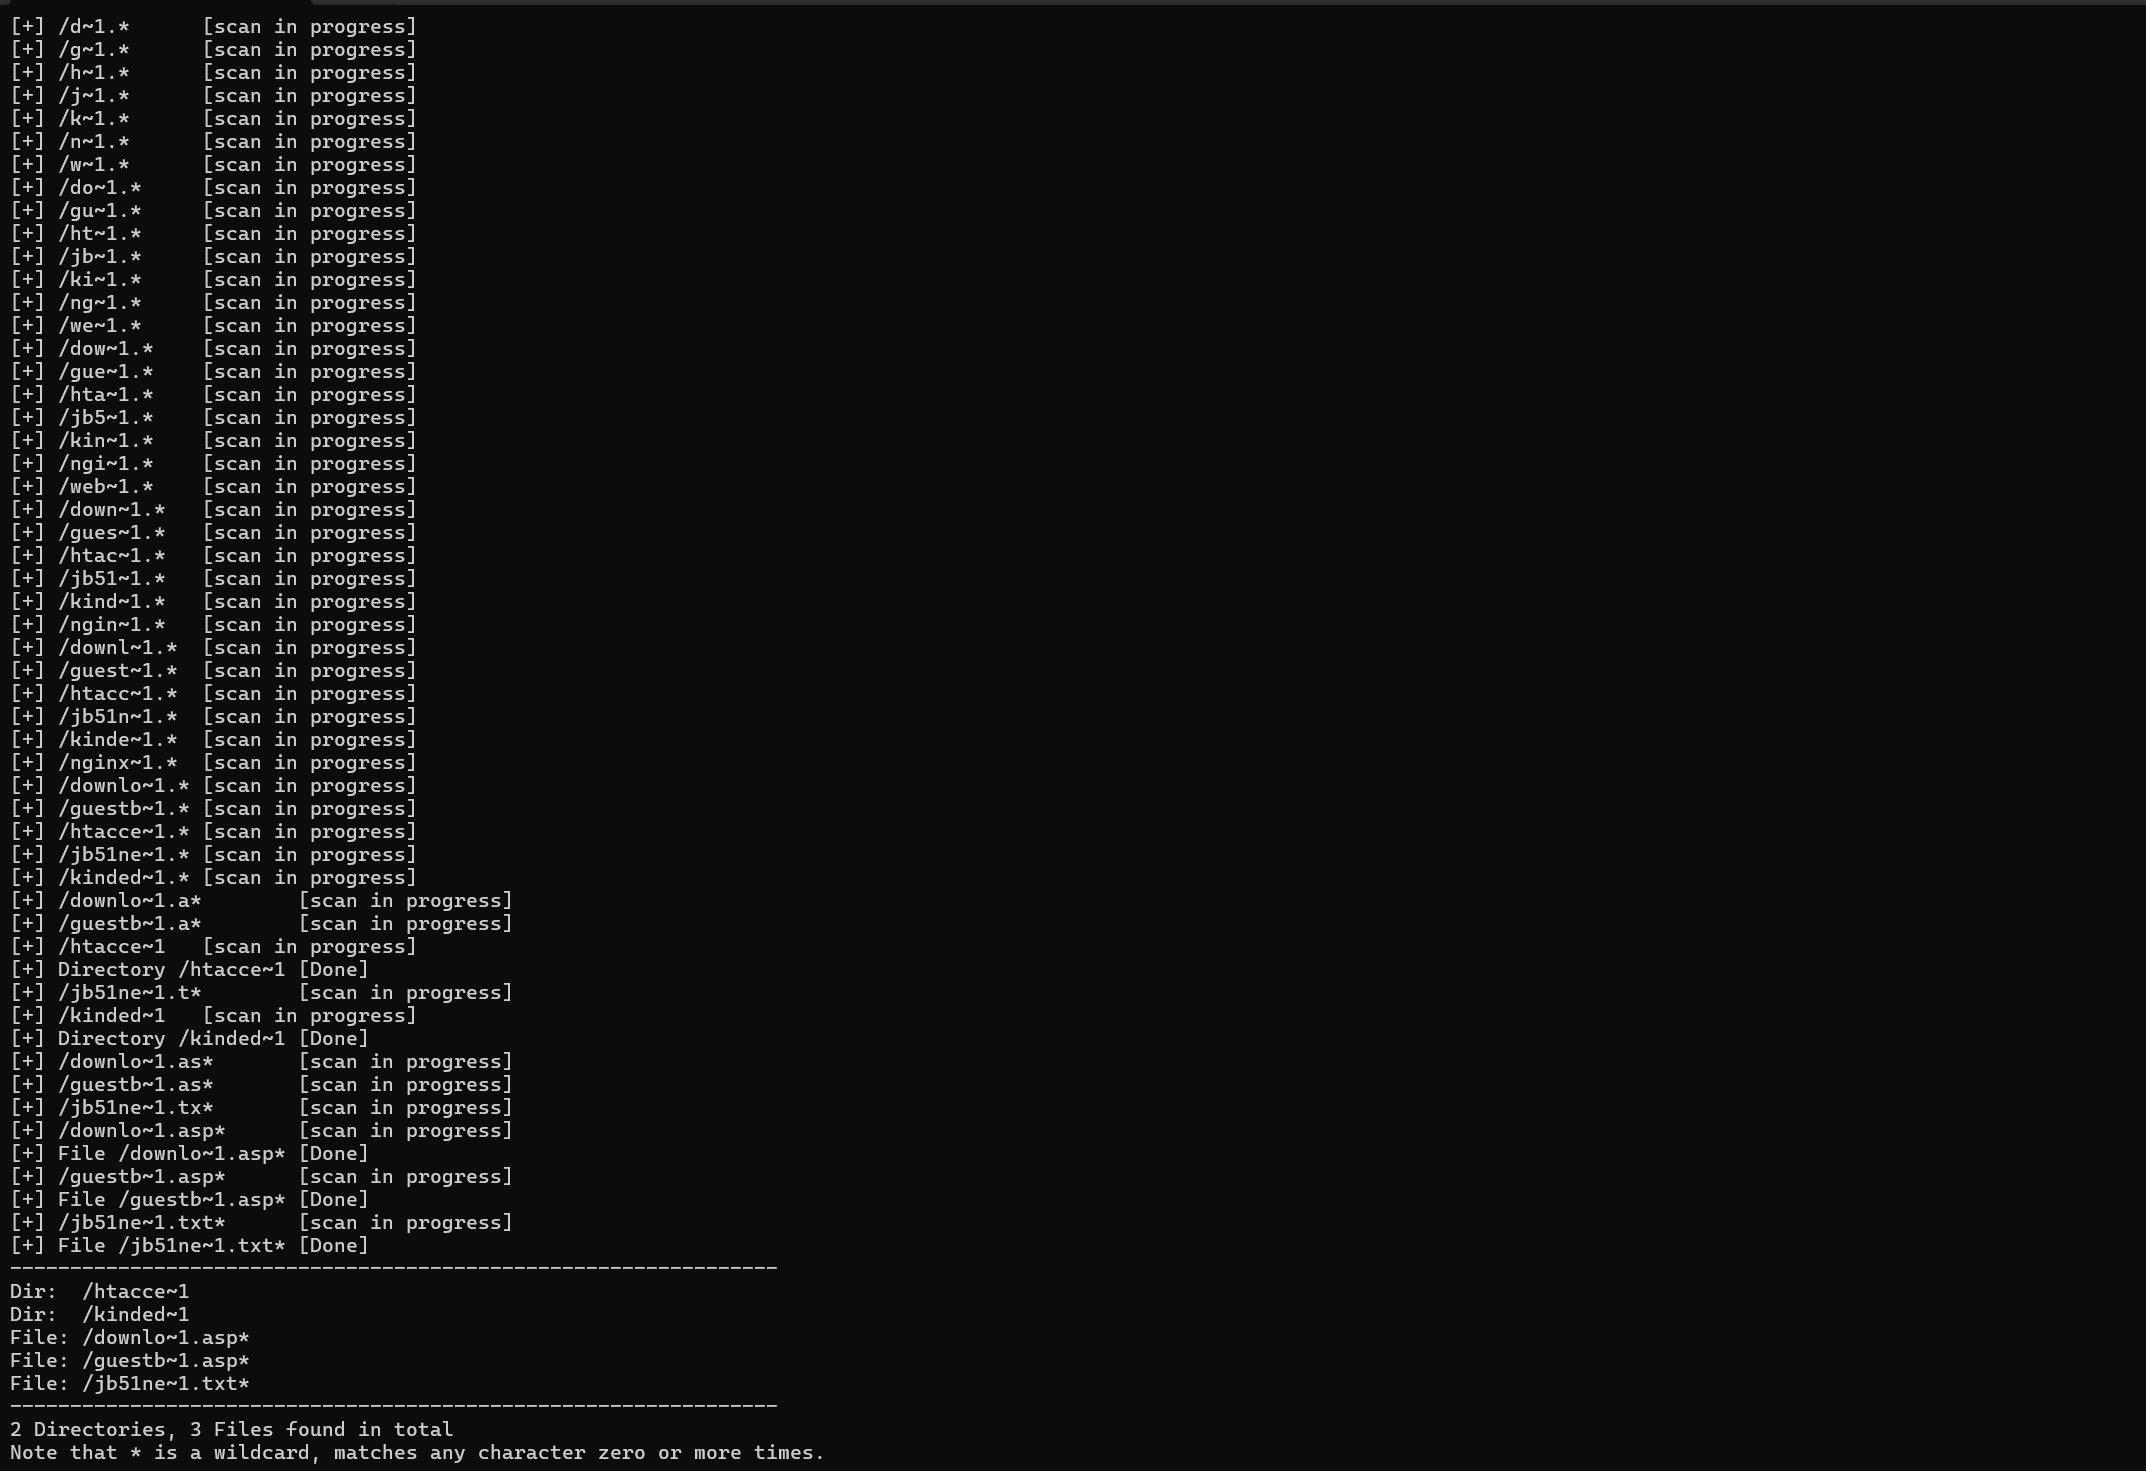 [+] /d~1.*      [scan in progress]
[+] /g~1.*      [scan in progress]
[+] /h~1.*      [scan in progress]
[+] /j~1.*      [scan in progress]
[+] /k~1.*      [scan in progress]
[+] /n~1.*      [scan in progress]
[+] /w~1.*      [scan in progress]
[+] /do~1.*     [scan in progress]
[+] /gu~1.*     [scan in progress]
[+] /ht~1.*     [scan in progress]
[+] /jb~1.*     [scan in progress]
[+] /ki~1.*     [scan in progress]
[+] /ng~1.*     [scan in progress]
[+] /we~1.*     [scan in progress]
[+] /dow~1.*    [scan in progress]
[+] /gue~1.*    [scan in progress]
[+] /hta~1.*    [scan in progress]
[+] /jb5~1.*    [scan in progress]
[+] /kin~1.*    [scan in progress]
[+] /ngi~1.*    [scan in progress]
[+] /web~1.*    [scan in progress]
[+] /down~1.*   [scan in progress]
[+] /gues~1.*   [scan in progress]
[+] /htac~1.*   [scan in progress]
[+] /jb51~1.*   [scan in progress]
[+] /kind~1.*   [scan in progress]
[+] /ngin~1.*   [scan in progress]
[+] /downl~1.*  [scan in progress]
[+] /guest~1.*  [scan in progress]
[+] /htacc~1.*  [scan in progress]
[+] /jb51n~1.*  [scan in progress]
[+] /kinde~1.*  [scan in progress]
[+] /nginx~1.*  [scan in progress]
[+] /downlo~1.* [scan in progress]
[+] /guestb~1.* [scan in progress]
[+] /htacce~1.* [scan in progress]
[+] /jb51ne~1.* [scan in progress]
[+] /kinded~1.* [scan in progress]
[+] /downlo~1.a*        [scan in progress]
[+] /guestb~1.a*        [scan in progress]
[+] /htacce~1   [scan in progress]
[+] Directory /htacce~1 [Done]
[+] /jb51ne~1.t*        [scan in progress]
[+] /kinded~1   [scan in progress]
[+] Directory /kinded~1 [Done]
[+] /downlo~1.as*       [scan in progress]
[+] /guestb~1.as*       [scan in progress]
[+] /jb51ne~1.tx*       [scan in progress]
[+] /downlo~1.asp*      [scan in progress]
[+] File /downlo~1.asp* [Done]
[+] /guestb~1.asp*      [scan in progress]
[+] File /guestb~1.asp* [Done]
[+] /jb51ne~1.txt*      [scan in progress]
[+] File /jb51ne~1.txt* [Done]
----------------------------------------------------------------
Dir:  /htacce~1
Dir:  /kinded~1
File: /downlo~1.asp*
File: /guestb~1.asp*
File: /jb51ne~1.txt*
----------------------------------------------------------------
2 Directories, 3 Files found in total
Note that * is a wildcard, matches any character zero or more times.